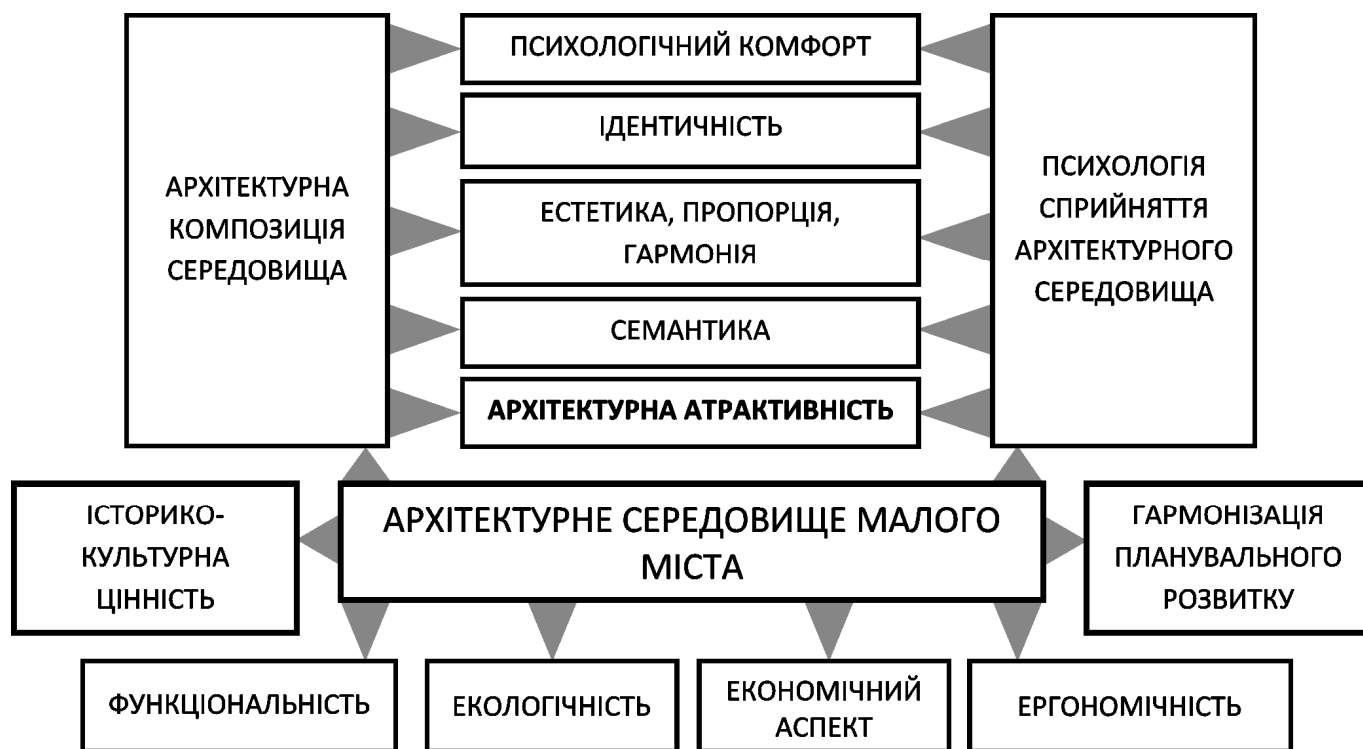 АРХІТЕКТУРНА
КОМПОЗИЦІЯ
СЕРЕДОВИЩА
ПСИХОЛОГІЧНИЙ КОМФОРТ
ІДЕНТИЧНІСТЬ
ЕСТЕТИКА, ПРОПОРЦІЯ,
ГАРМОНІЯ
СЕМАНТИКА
АРХІТЕКТУРНА АТРАКТИВНІСТЬ
ПСИХОЛОГІЯ
СПРИЙНЯТТЯ
АРХІТЕКТУРНОГО
СЕРЕДОВИЩА
ІСТОРИКО-
КУЛЬТУРНА
ЦІННІСТЬ
АРХІТЕКТУРНЕ СЕРЕДОВИЩЕ МАЛОГО
МІСТА
ГАРМОНІЗАЦІЯ
ПЛАНУВАЛЬНОГО
РОЗВИТКУ
ФУНКЦІОНАЛЬНІСТЬ
ЕКОЛОГІЧНІСТЬ
ЕКОНОМІЧНИЙ
АСПЕКТ
ЕРГОНОМІЧНІСТЬ